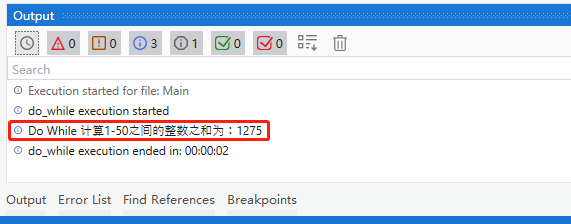 Output
0 0 3 1 0 0
Search
Execution started for file: Main
do_while execution started
Do While 计算1-50之间的整数之和为：1275
do_while execution ended in: 00:00:02
Output Error List Find References Breakpoints